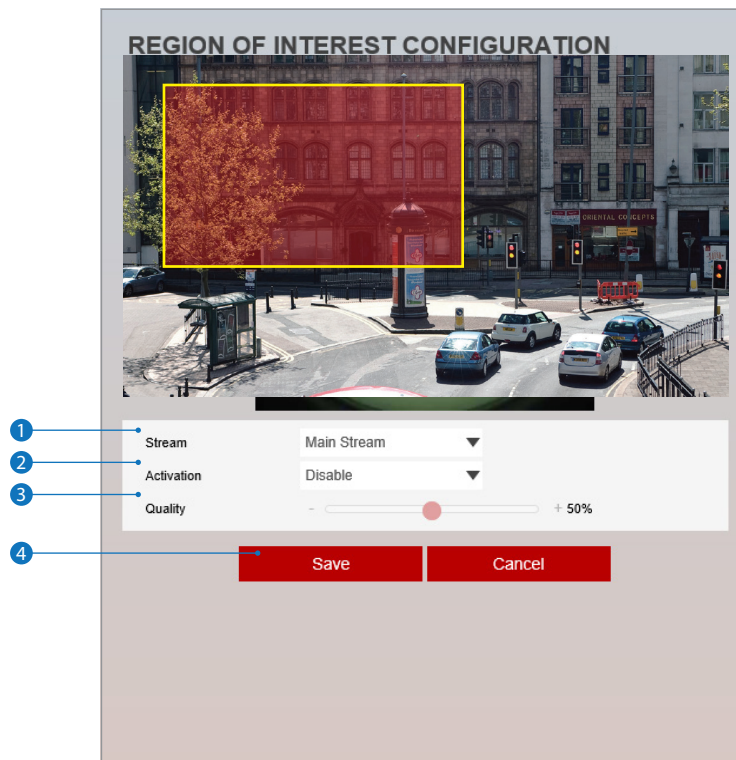 REGION OF INTEREST CONFIGURATION
ORIENTAL CONCEPTS
1
Stream
Main Stream
2
Activation
Disable
3
Quality
- + 50%
4
Save
Cancel